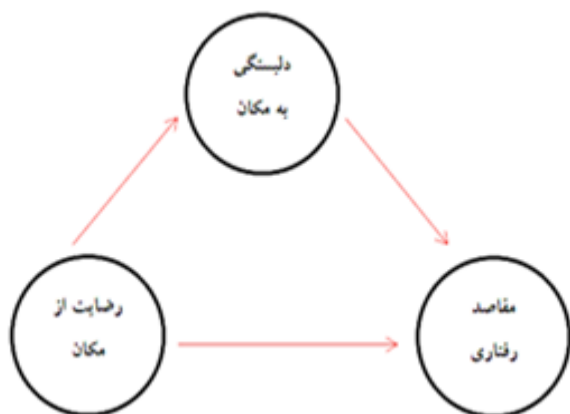 دلبستگی
به مکان
رضایت از
مکان
مقاصد
رفتاری